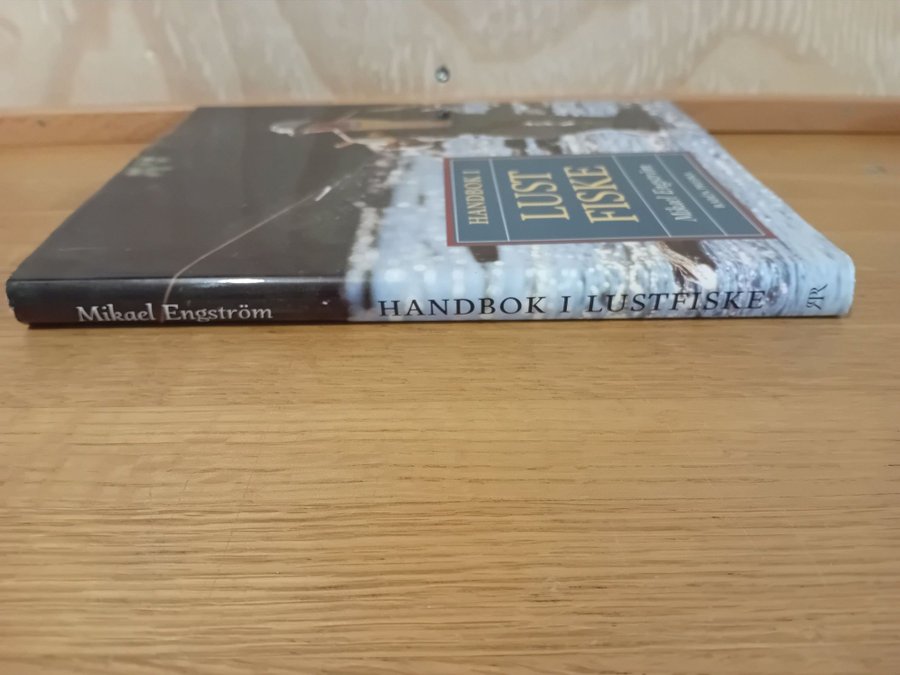 HANDBOK I
LUST
FISKE
Mikael Engström
Mikael Engström HANDBOK I LUSTFISKE